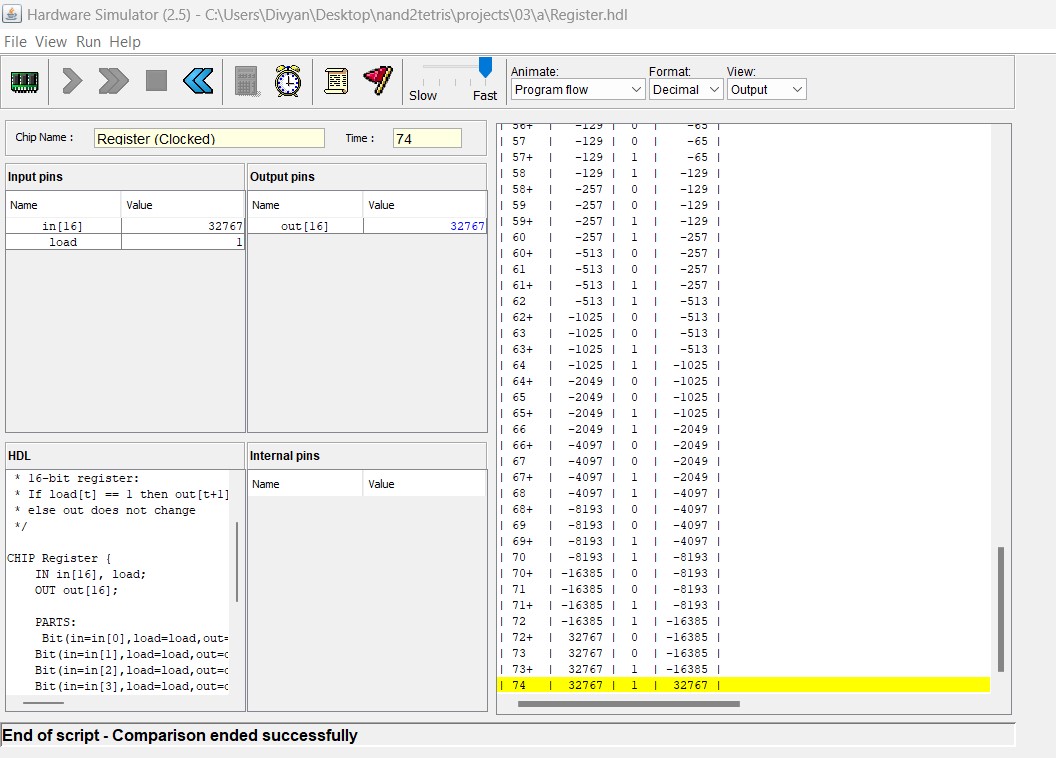 Hardware Simulator (2.5) - C:\Users\Divyan\Desktop\nand2tetris\projects\03\a\Register.hdl
File View Run Help
Slow Fast
Animate: Format: View:
Program flow Decimal Output
Chip Name : Register (Clocked) Time : 74
Input pins
Name Value
in[16] 32767
load 1
Output pins
Name Value
out[16] 32767
HDL
* 16-bit register:
* If load[t] == 1 then out[t+1]
* else out does not change
*/
CHIP Register {
IN in[16], load;
OUT out[16];
PARTS:
Bit(in=in[0],load=load,out=
Bit(in=in[1],load=load,out=
Bit(in=in[2],load=load,out=
Bit(in=in[3],load=load,out=
Internal pins
Name Value
| 56+ | -129 | 0 | -65 |
| 57 | -129 | 0 | -65 |
| 57+ | -129 | 1 | -65 |
| 58 | -129 | 1 | -129 |
| 58+ | -257 | 0 | -129 |
| 59 | -257 | 0 | -129 |
| 59+ | -257 | 1 | -129 |
| 60 | -257 | 1 | -257 |
| 60+ | -513 | 0 | -257 |
| 61 | -513 | 0 | -257 |
| 61+ | -513 | 1 | -257 |
| 62 | -513 | 1 | -513 |
| 62+ | -1025 | 0 | -513 |
| 63 | -1025 | 0 | -513 |
| 63+ | -1025 | 1 | -513 |
| 64 | -1025 | 1 | -1025 |
| 64+ | -2049 | 0 | -1025 |
| 65 | -2049 | 0 | -1025 |
| 65+ | -2049 | 1 | -1025 |
| 66 | -2049 | 1 | -2049 |
| 66+ | -4097 | 0 | -2049 |
| 67 | -4097 | 0 | -2049 |
| 67+ | -4097 | 1 | -2049 |
| 68 | -4097 | 1 | -4097 |
| 68+ | -8193 | 0 | -4097 |
| 69 | -8193 | 0 | -4097 |
| 69+ | -8193 | 1 | -4097 |
| 70 | -8193 | 1 | -8193 |
| 70+ | -16385 | 0 | -8193 |
| 71 | -16385 | 0 | -8193 |
| 71+ | -16385 | 1 | -8193 |
| 72 | -16385 | 1 | -16385 |
| 72+ | 32767 | 0 | -16385 |
| 73 | 32767 | 0 | -16385 |
| 73+ | 32767 | 1 | -16385 |
| 74 | 32767 | 1 | 32767 |
End of script - Comparison ended successfully